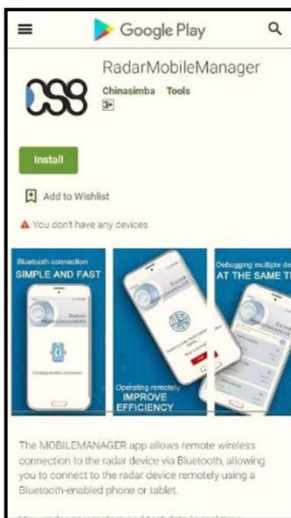 Google Play
RadarMobileManager
Chinasimba Tools
3+
Install
Add to Wishlist
You don't have any devices
Bluetooth connection
SIMPLE AND FAST
Operating remotely
IMPROVE
EFFICIENCY
Debugging multiple de
AT THE SAME T
The MOBILEMANAGER app allows remote wireless
connection to the radar device via Bluetooth, allowing
you to connect to the radar device remotely using a
Bluetooth-enabled phone or tablet.